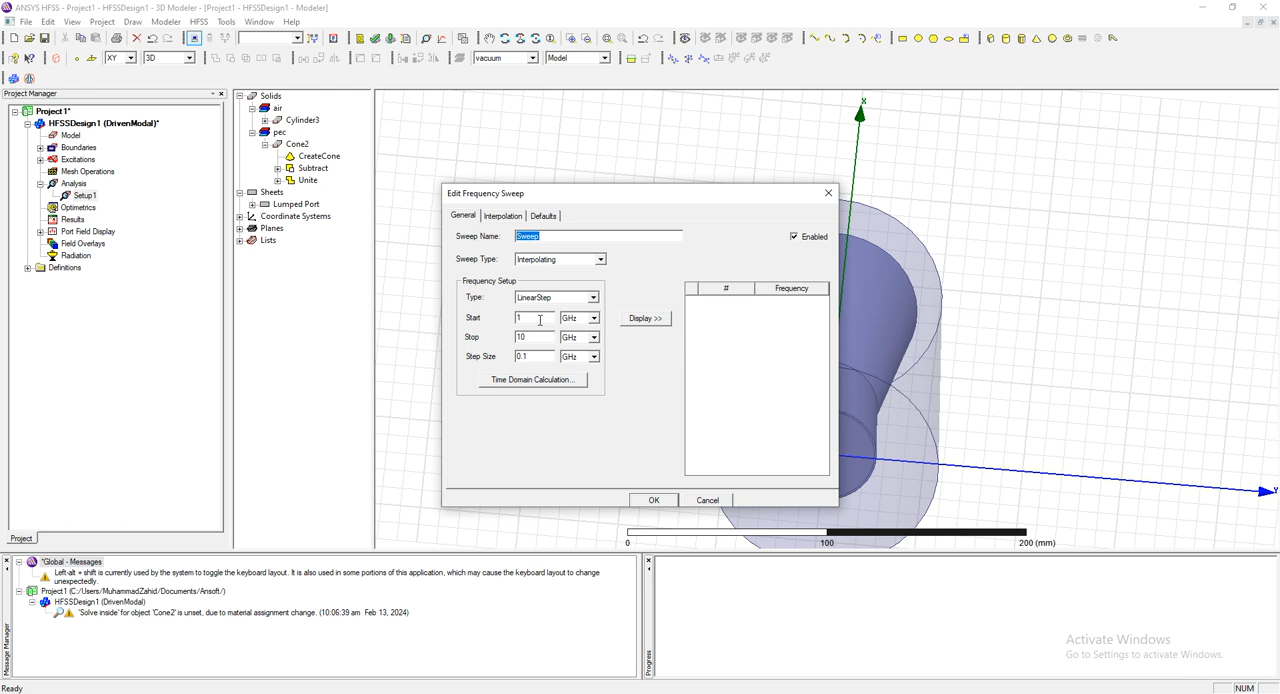 ANSYS HFSS - Project1 - HFSSDesign1 - 3D Modeler - [Project1 - HFSSDesign1 - Modeler]
File Edit View Project Draw Modeler HFSS Tools Window Help
XY 3D vacuum Model
Project Manager
Project1*
HFSSDesign1 (DrivenModal)*
Model
Boundaries
Excitations
Mesh Operations
Analysis
Setup1
Optimetrics
Results
Port Field Display
Field Overlays
Radiation
Definitions
Project
Solids
air
Cylinder3
pec
Cone2
CreateCone
Subtract
Unite
Sheets
Lumped Port
Coordinate Systems
Planes
Lists
Edit Frequency Sweep
General Interpolation Defaults
Sweep Name: Sweep Enabled
Sweep Type: Interpolating
Frequency Setup
Type: LinearStep
Start 1 GHz
Stop 10 GHz
Step Size 0.1 GHz
Time Domain Calculation...
Display >>
# Frequency
OK Cancel
X
Y
0 100 200 (mm)
*Global - Messages
Left-alt + shift is currently used by the system to toggle the keyboard layout. It is also used in some portions of this application, which may cause the keyboard layout to change
unexpectedly.
Project1 (C:/Users/MuhammadZahid/Documents/Ansoft/)
HFSSDesign1 (DrivenModal)
'Solve inside' for object 'Cone2' is unset, due to material assignment change. (10:06:39 am Feb 13, 2024)
Message Manager
Progress
Activate Windows
Go to Settings to activate Windows.
Ready
NUM